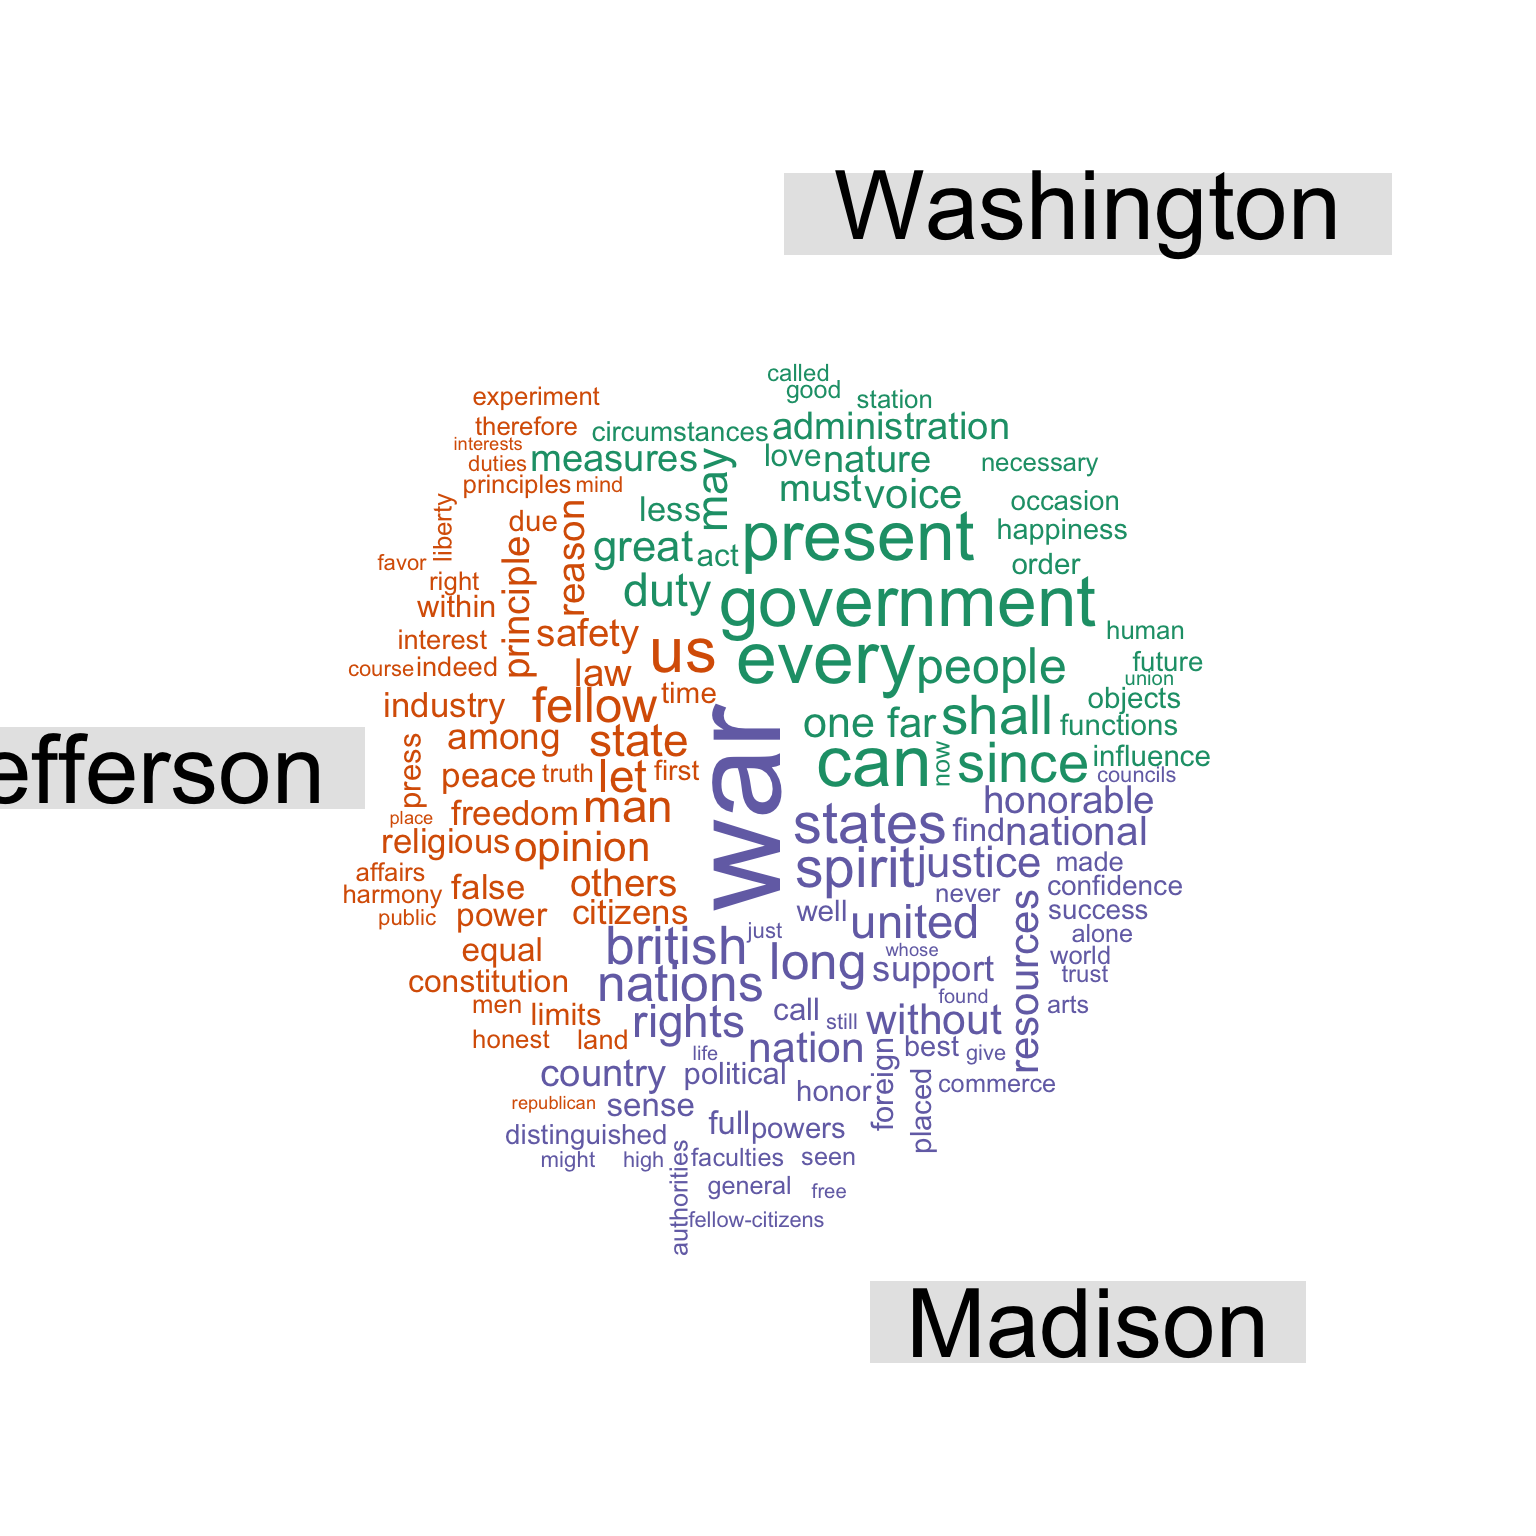 Washington
called
good
station
experiment
administration
therefore
circumstances
interests
measures
love
nature
duties
necessary
principles
mind
may
must
voice
liberty
less
occasion
due
reason
present
happiness
great
act
favor
principle
order
right
duty
government
within
safety
us
human
interest
every
people
future
course
indeed
law
union
time
objects
industry
fellow
one
far
shall
functions
among
state
war
can
now
since
influence
efferson
press
peace
truth
let
first
councils
place
freedom
man
honorable
states
find
national
religious
opinion
spirit
justice
made
affairs
false
others
never
confidence
harmony
public
power
citizens
well
united
resources
success
british
just
alone
equal
long
whose
support
world
constitution
nations
trust
men
limits
rights
call
still
found
without
arts
honest
land
life
nation
foreign
best
give
country
political
honor
placed
commerce
republican
sense
distinguished
full
powers
might
high
authorities
faculties
seen
general
free
fellow-citizens
Madison